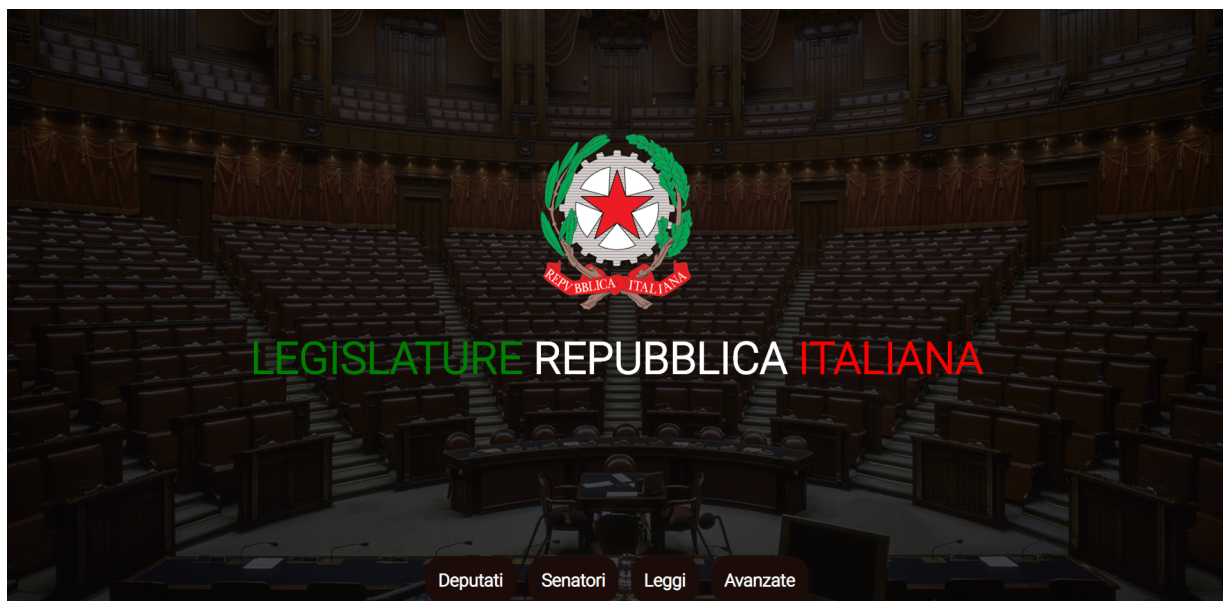 REPVBBLICA ITALIANA
LEGISLATURE REPUBBLICA ITALIANA
Deputati Senatori Leggi Avanzate